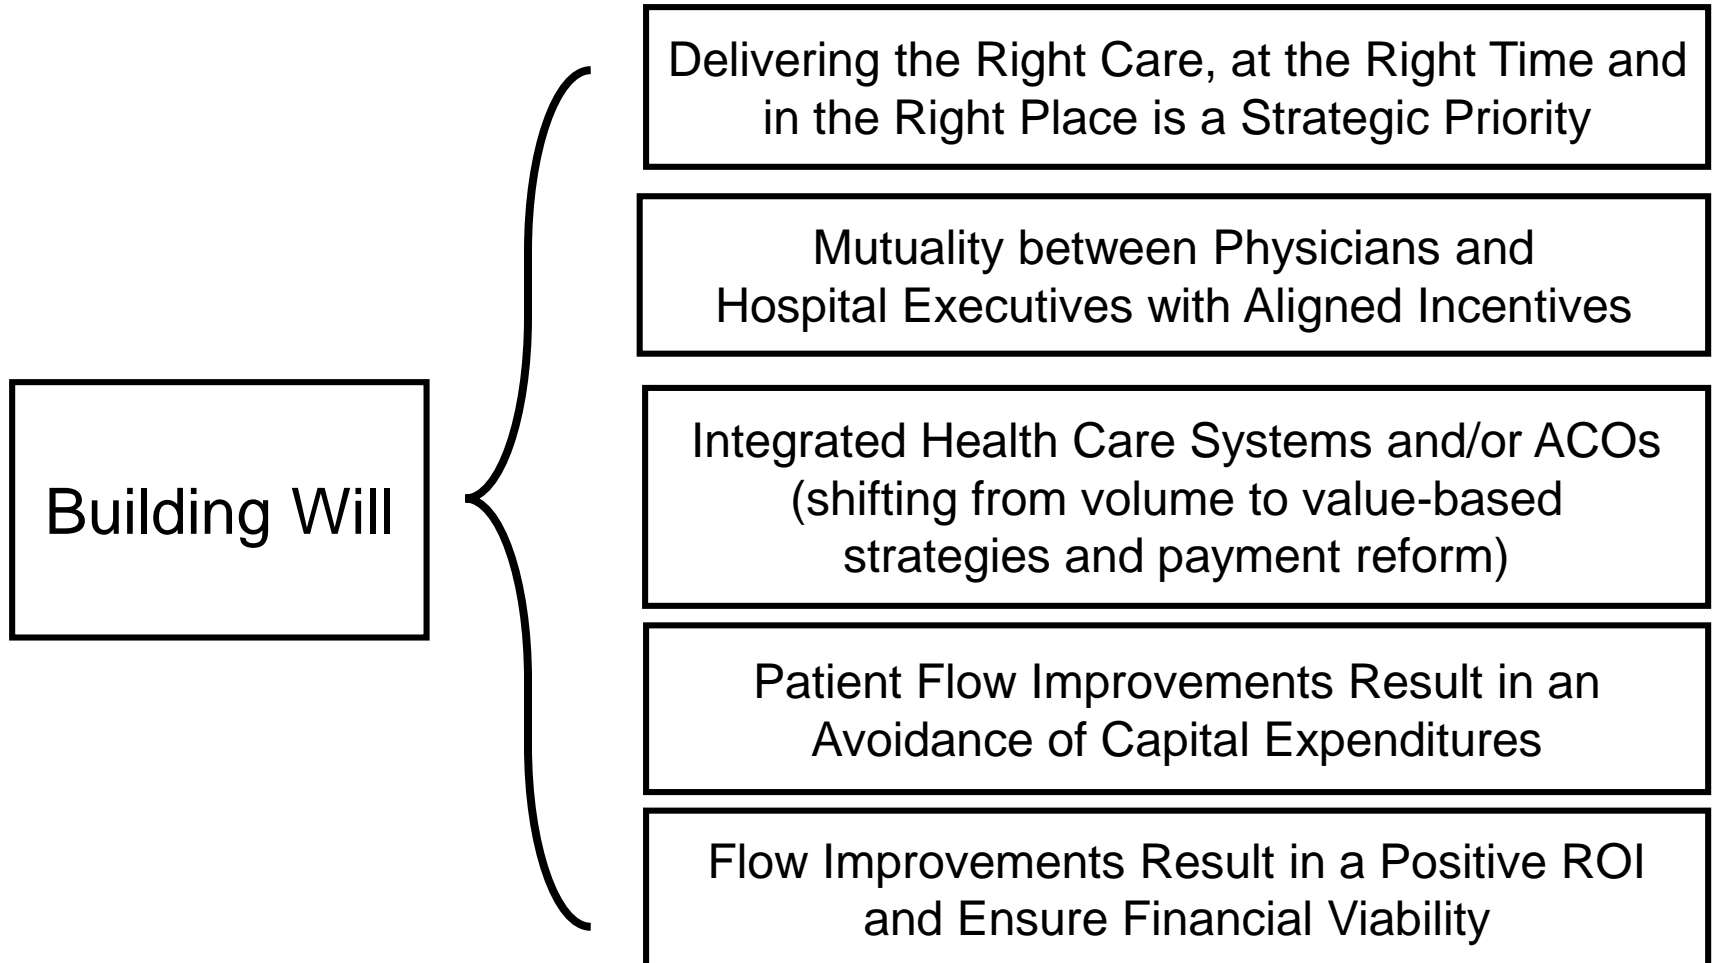 Delivering the Right Care, at the Right Time and
in the Right Place is a Strategic Priority
Mutuality between Physicians and
Hospital Executives with Aligned Incentives
Building Will
Integrated Health Care Systems and/or ACOs
(shifting from volume to value-based
strategies and payment reform)
Patient Flow Improvements Result in an
Avoidance of Capital Expenditures
Flow Improvements Result in a Positive ROI
and Ensure Financial Viability